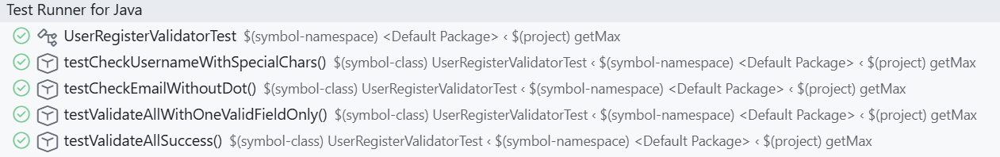 Test Runner for Java
UserRegisterValidatorTest $(symbol-namespace) <Default Package> ‹ $(project) getMax
testCheckUsernameWithSpecialChars() $(symbol-class) UserRegisterValidatorTest ‹ $(symbol-namespace) <Default Package> ‹ $(project) getMax
testCheckEmailWithoutDot() $(symbol-class) UserRegisterValidatorTest ‹ $(symbol-namespace) <Default Package> ‹ $(project) getMax
testValidateAllWithOneValidFieldOnly() $(symbol-class) UserRegisterValidatorTest ‹ $(symbol-namespace) <Default Package> ‹ $(project) getMax
testValidateAllSuccess() $(symbol-class) UserRegisterValidatorTest ‹ $(symbol-namespace) <Default Package> ‹ $(project) getMax